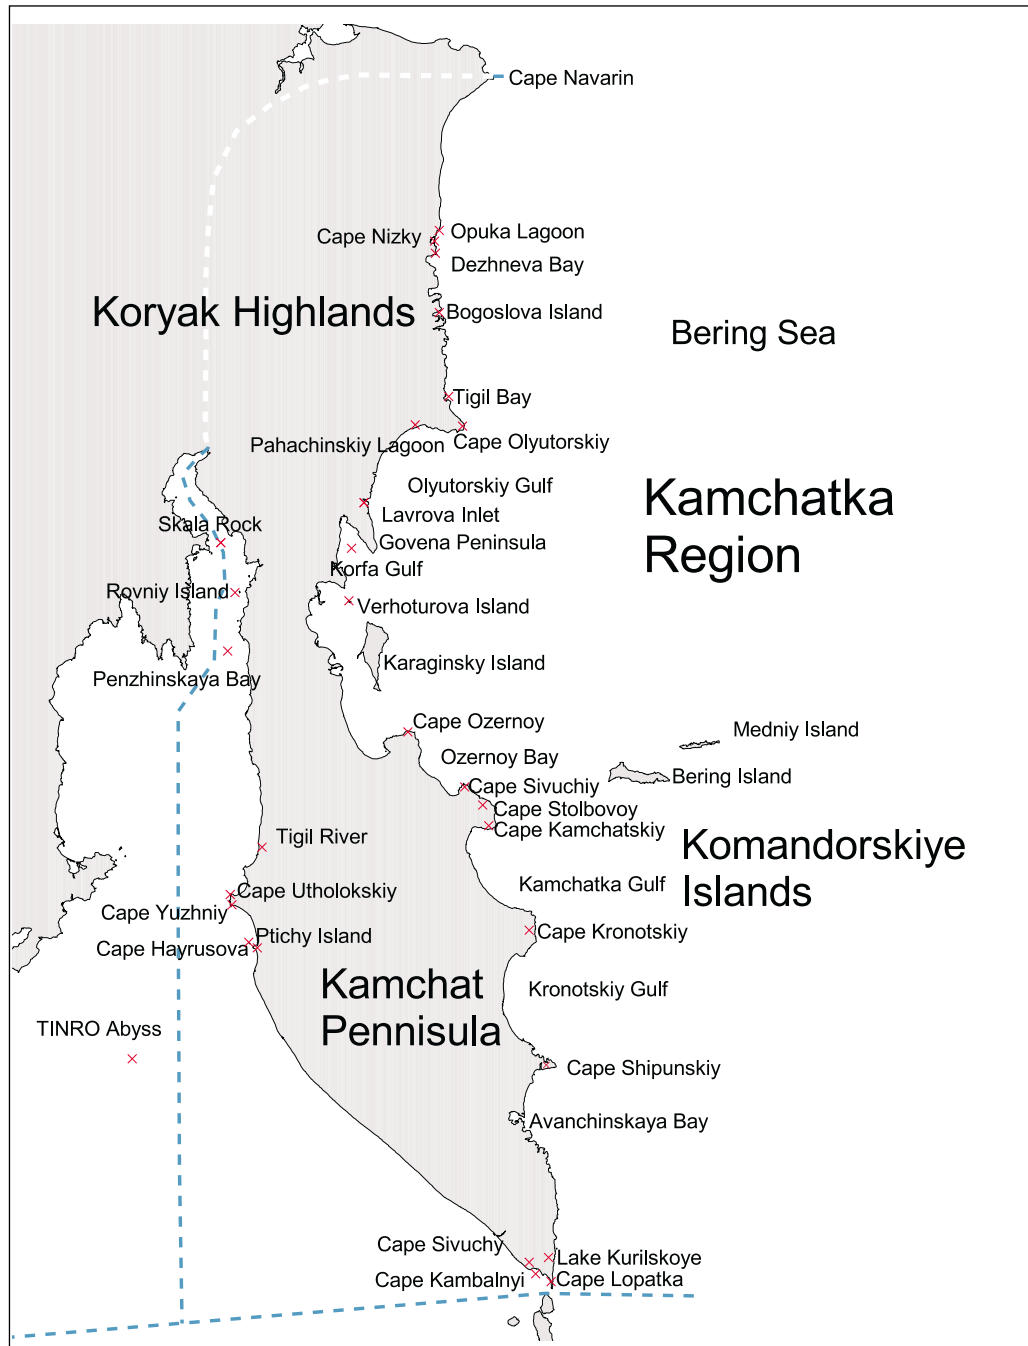 Cape Navarin
Opuka Lagoon
Cape Nizky
Dezhneva Bay
Koryak Highlands
Bogoslova Island
Bering Sea
Tigil Bay
Pahachinskiy Lagoon
Cape Olyutorskiy
Olyutorskiy Gulf
Kamchatka
Region
Lavrova Inlet
Skala Rock
Govena Peninsula
Korfa Gulf
Rovniy Island
Verhoturova Island
Karaginsky Island
Penzhinskaya Bay
Cape Ozernoy
Medniy Island
Ozernoy Bay
Bering Island
Cape Sivuchiy
Cape Stolbovoy
Cape Kamchatskiy
Tigil River
Komandorskiye
Islands
Kamchatka Gulf
Cape Utholokskiy
Cape Yuzhniy
Cape Kronotskiy
Ptichy Island
Cape Hayrusova
Kamchat
Pennisula
Kronotskiy Gulf
TINRO Abyss
Cape Shipunskiy
Avanchinskaya Bay
Cape Sivuchy
Lake Kurilskoye
Cape Kambalnyi
Cape Lopatka